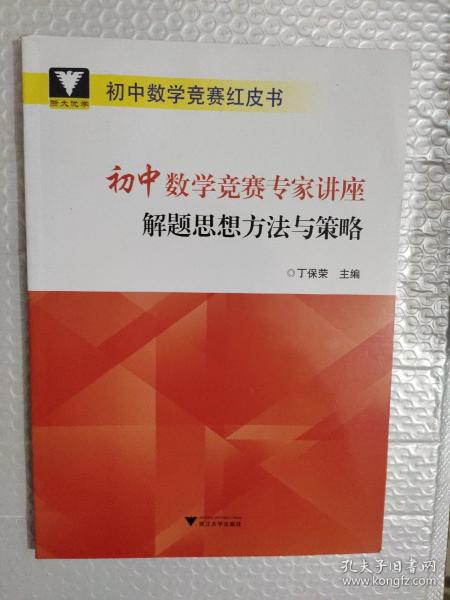 浙大优学
初中数学竞赛红皮书
初中数学竞赛专家讲座
解题思想方法与策略
◎丁保荣 主编
浙江大学出版社
孔夫子旧书网
www.kongfz.com